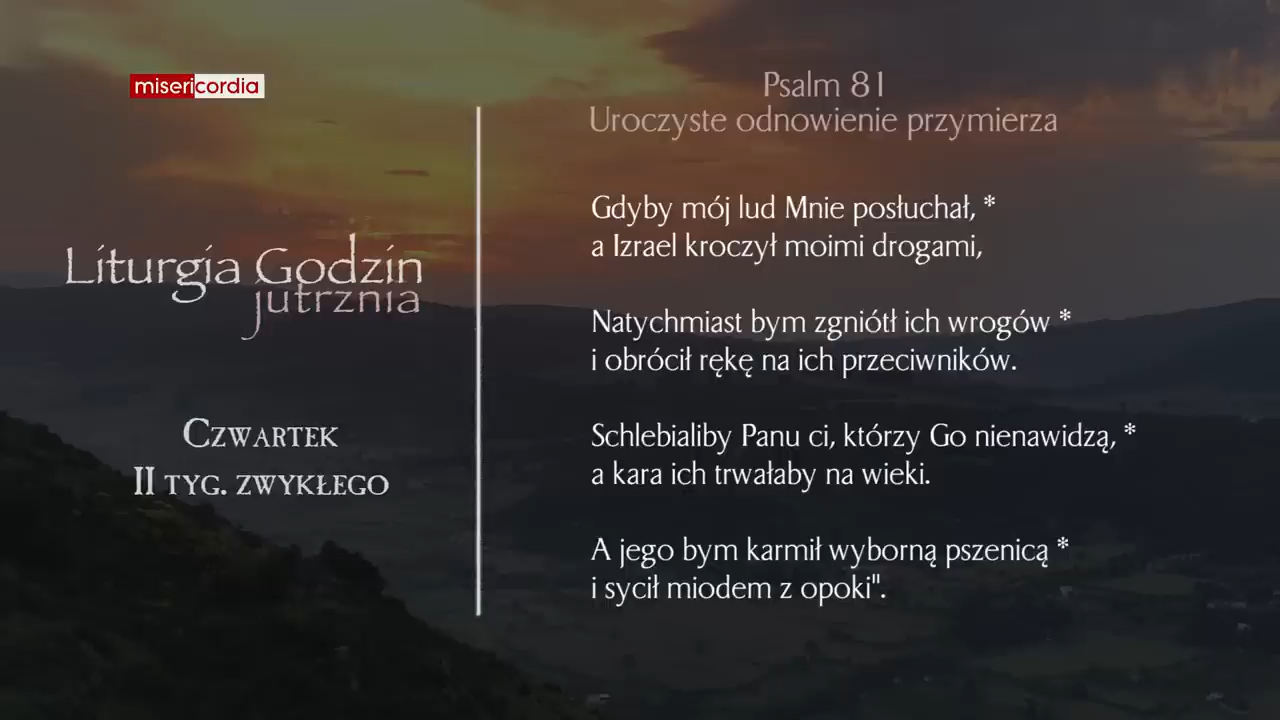 misericordia
Liturgia Godzin
jutrznia
Czwartek
II tyg. zwykłego
Psalm 81
Uroczyste odnowienie przymierza
Gdyby mój lud Mnie posłuchał, *
a Izrael kroczył moimi drogami,
Natychmiast bym zgniótł ich wrogów *
i obrócił rękę na ich przeciwników.
Schlebialiby Panu ci, którzy Go nienawidzą, *
a kara ich trwałaby na wieki.
A jego bym karmił wyborną pszenicą *
i sycił miodem z opoki".